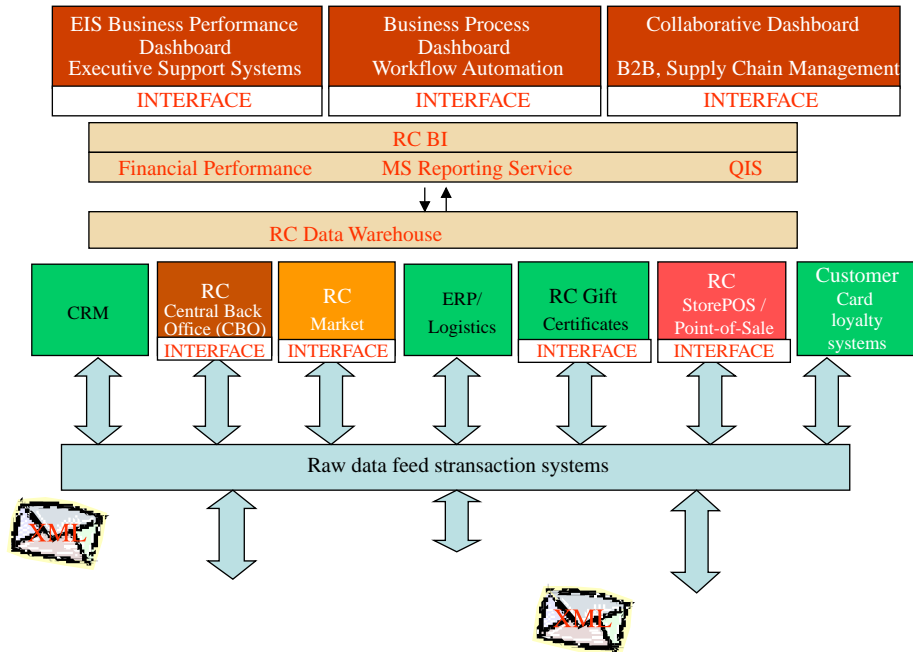 EIS Business Performance
Dashboard
Executive Support Systems
INTERFACE
Business Process
Dashboard
Workflow Automation
INTERFACE
Collaborative Dashboard
B2B, Supply Chain Management
INTERFACE
RC BI
Financial Performance MS Reporting Service QIS
RC Data Warehouse
CRM
RC
Central Back
Office (CBO)
INTERFACE
RC
Market
INTERFACE
ERP/
Logistics
RC Gift
Certificates
INTERFACE
RC
StorePOS /
Point-of-Sale
INTERFACE
Customer
Card
loyalty
systems
Raw data feed stransaction systems
XML
XML